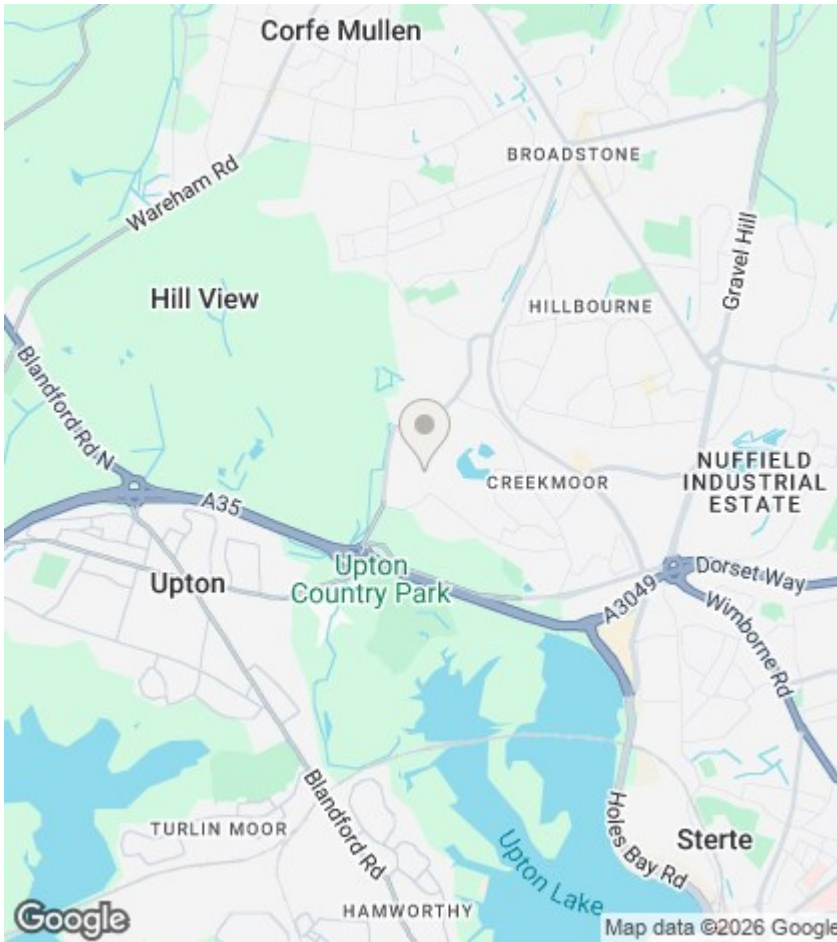 Corfe Mullen
BROADSTONE
Wareham Rd
Gravel Hill
Hill View
HILLBOURNE
Blandford Rd N
NUFFIELD
INDUSTRIAL
ESTATE
CREEKMOOR
A35
Upton
Country Park
Upton
Dorset Way
A3049
Wimborne Rd
Blandford Rd
Holes Bay Rd
TURLIN MOOR
Sterte
Upton Lake
HAMWORTHY
Google
Map data ©2026 Google